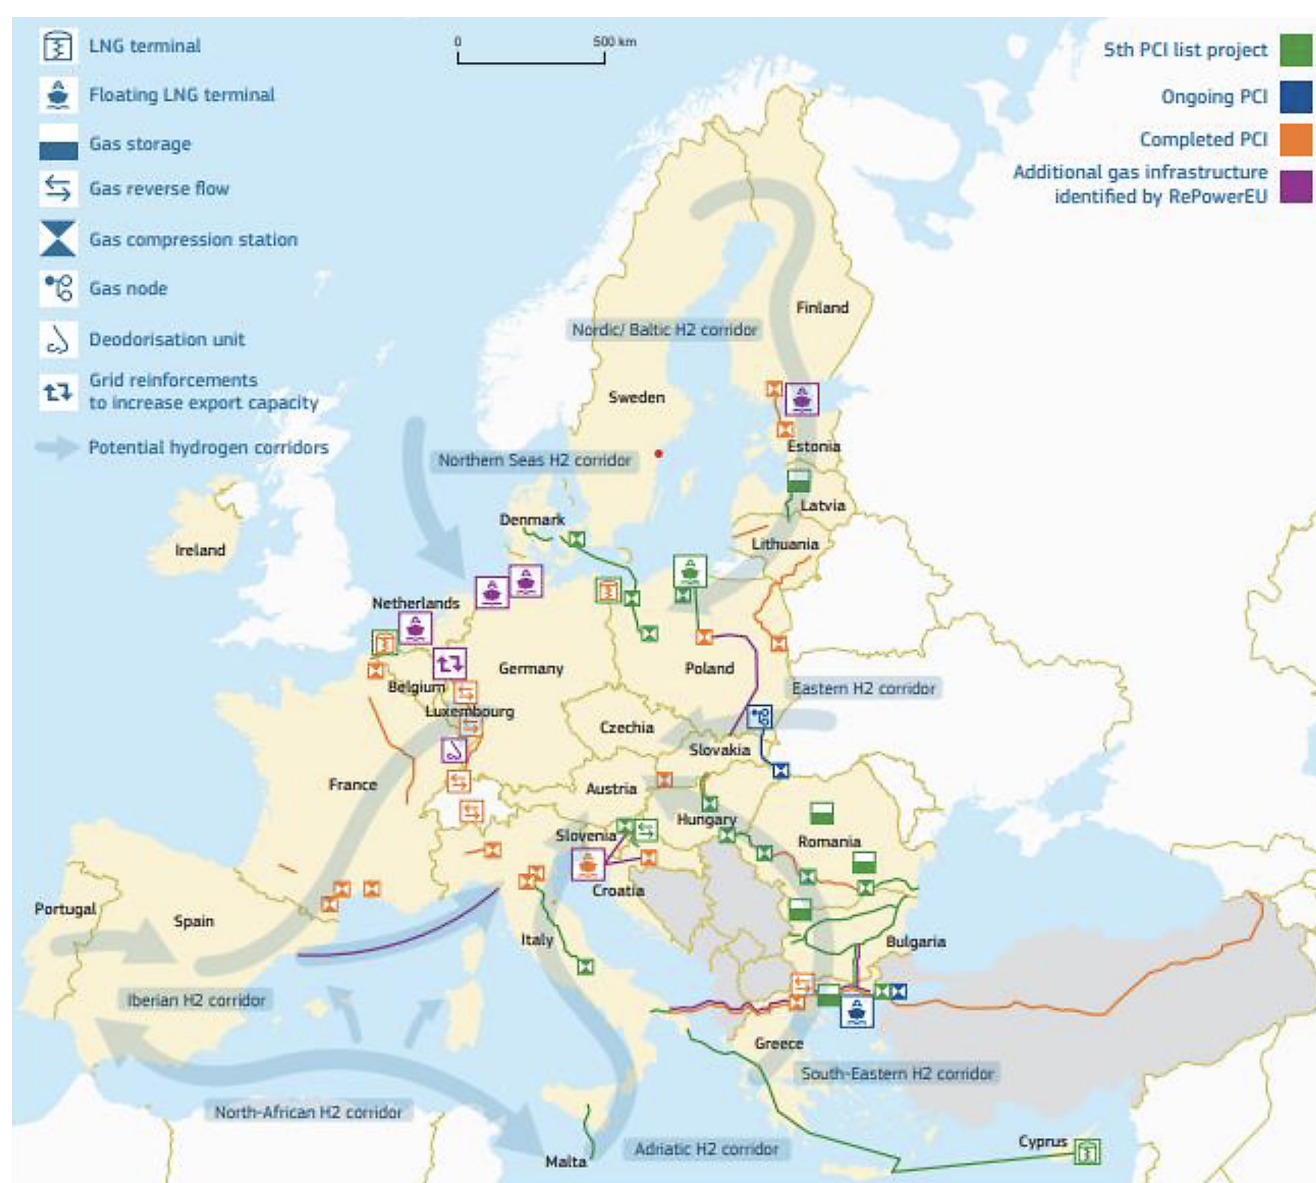 LNG terminal
Floating LNG terminal
Gas storage
Gas reverse flow
Gas compression station
Gas node
Deodorisation unit
Grid reinforcements
to increase export capacity
Potential hydrogen corridors
0 500 km
5th PCI list project
Ongoing PCI
Completed PCI
Additional gas infrastructure
identified by RePowerEU
Finland
Nordic/ Baltic H2 corridor
Sweden
Estonia
Northern Seas H2 corridor
Latvia
Denmark
Lithuania
Ireland
Netherlands
Germany
Poland
Belgium
Eastern H2 corridor
Luxembourg
Czechia
Slovakia
France
Austria
Hungary
Slovenia
Romania
Croatia
Portugal
Spain
Italy
Bulgaria
Iberian H2 corridor
Greece
South-Eastern H2 corridor
North-African H2 corridor
Adriatic H2 corridor
Cyprus
Malta